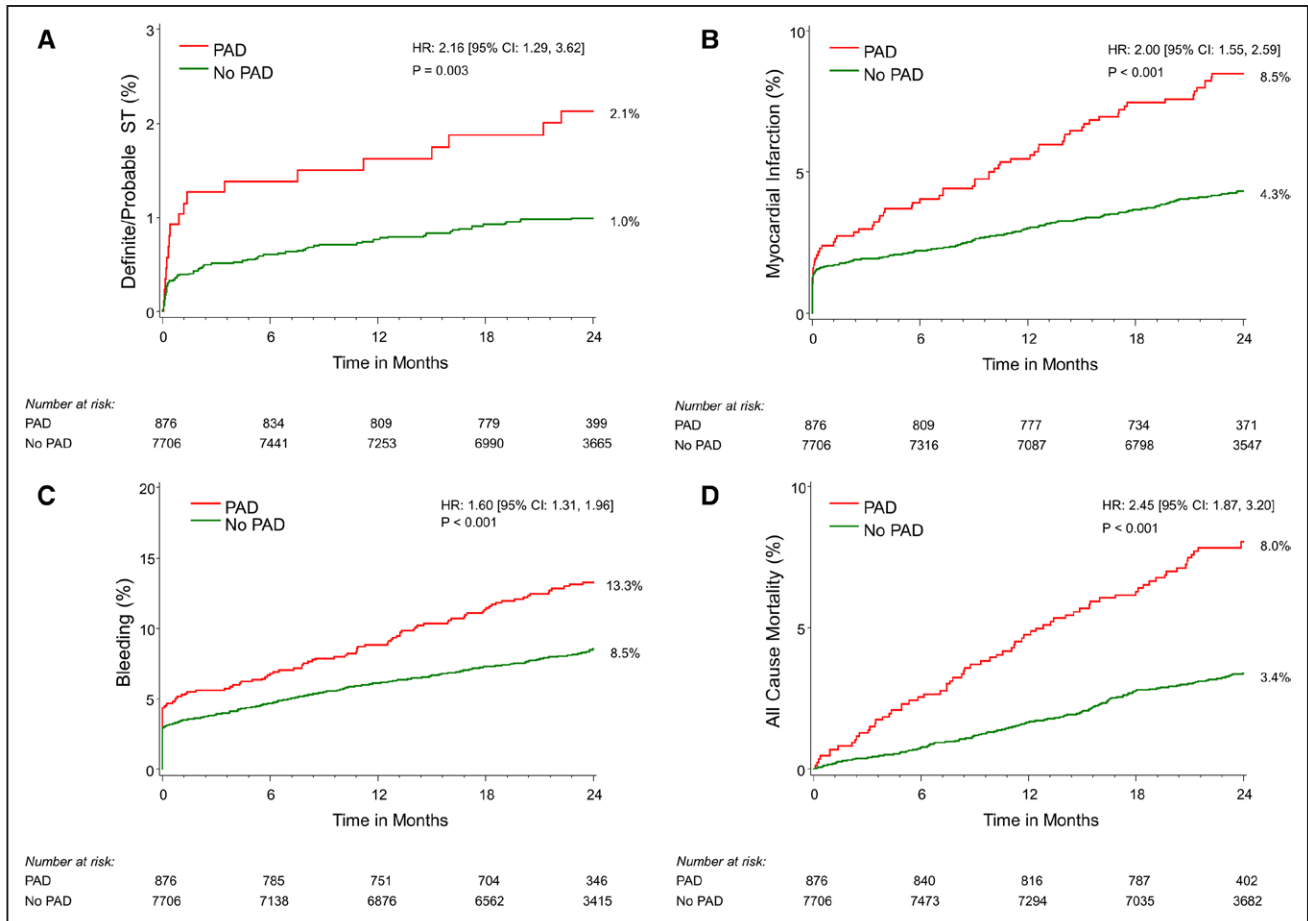 A
PAD
No PAD
HR: 2.16 [95% CI: 1.29, 3.62]
P = 0.003
Definite/Probable ST (%)
3
2
1
0
2.1%
1.0%
0 6 12 18 24
Time in Months
Number at risk:
PAD 876 834 809 779 399
No PAD 7706 7441 7253 6990 3665
B
PAD
No PAD
HR: 2.00 [95% CI: 1.55, 2.59]
P < 0.001
Myocardial Infarction (%)
10
5
0
8.5%
4.3%
0 6 12 18 24
Time in Months
Number at risk:
PAD 876 809 777 734 371
No PAD 7706 7316 7087 6798 3547
C
PAD
No PAD
HR: 1.60 [95% CI: 1.31, 1.96]
P < 0.001
Bleeding (%)
20
15
10
5
0
13.3%
8.5%
0 6 12 18 24
Time in Months
Number at risk:
PAD 876 785 751 704 346
No PAD 7706 7138 6876 6562 3415
D
PAD
No PAD
HR: 2.45 [95% CI: 1.87, 3.20]
P < 0.001
All Cause Mortality (%)
10
5
0
8.0%
3.4%
0 6 12 18 24
Time in Months
Number at risk:
PAD 876 840 816 787 402
No PAD 7706 7473 7294 7035 3682